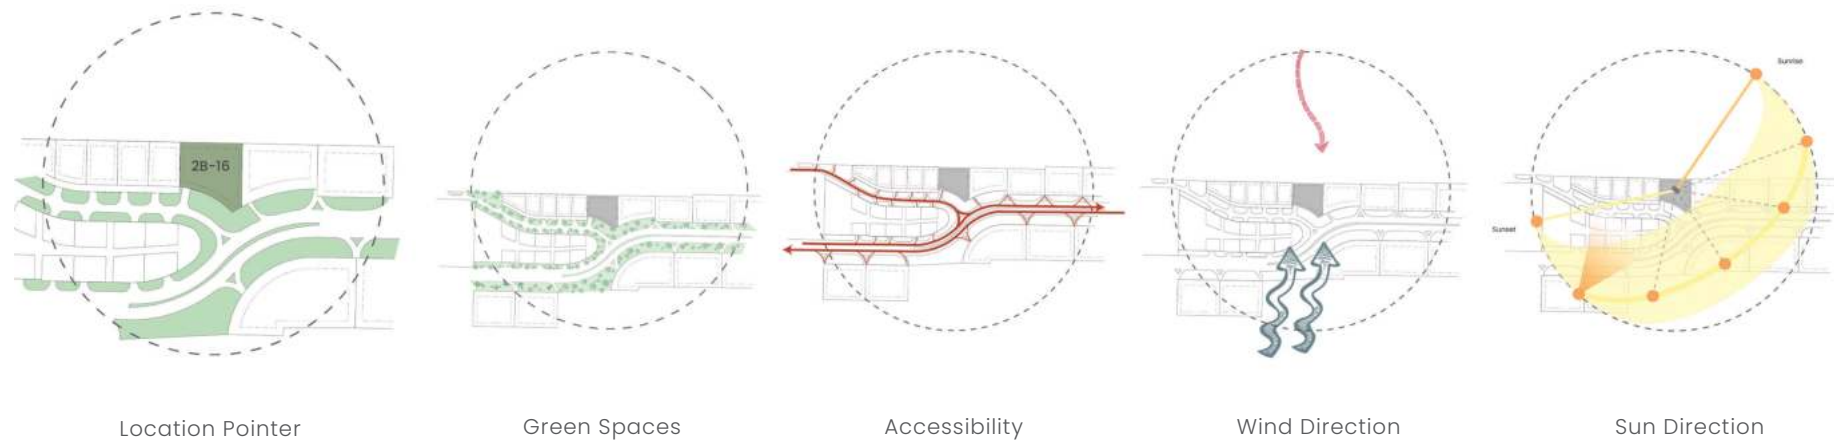 2B-16
Sunrise
Sunset
Location Pointer
Green Spaces
Accessibility
Wind Direction
Sun Direction